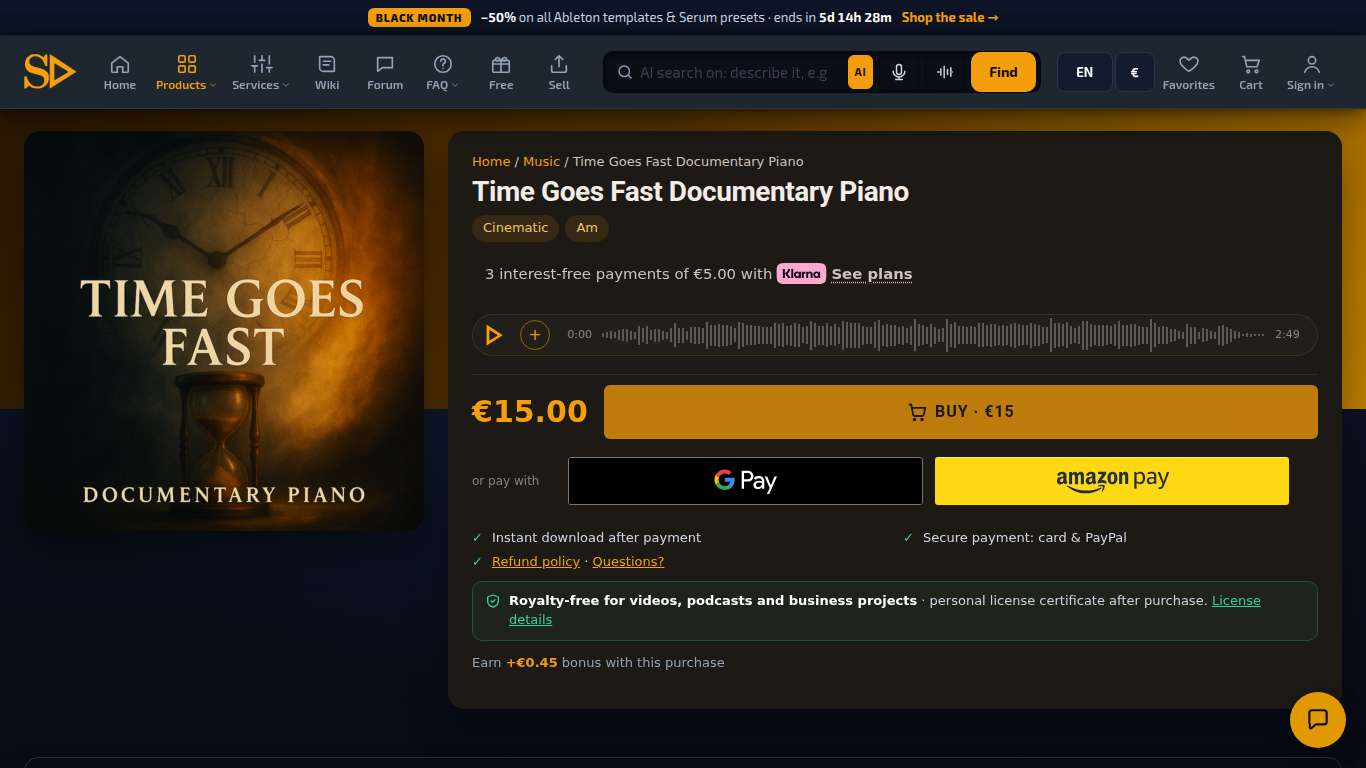 BLACK MONTH −50% on all Ableton templates & Serum presets · ends in 5d 14h 28m Shop the sale →
SD
Home
Products
Services
Wiki
Forum
FAQ
Free
Sell
AI search on: describe it, e.g
AI
Find
EN
€
Favorites
Cart
Sign in
TIME GOES
FAST
DOCUMENTARY PIANO
Home / Music / Time Goes Fast Documentary Piano
Time Goes Fast Documentary Piano
Cinematic Am
3 interest-free payments of €5.00 with Klarna See plans
0:00 2:49
€15.00 BUY · €15
or pay with G Pay amazon pay
✓ Instant download after payment ✓ Secure payment: card & PayPal
✓ Refund policy · Questions?
Royalty-free for videos, podcasts and business projects · personal license certificate after purchase. License
details
Earn +€0.45 bonus with this purchase